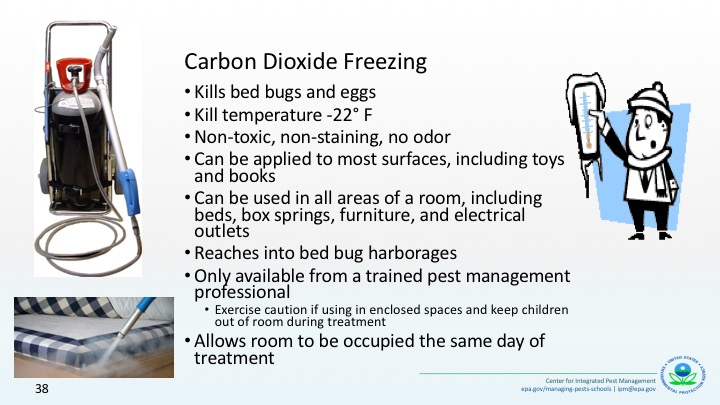 Carbon Dioxide Freezing
• Kills bed bugs and eggs
• Kill temperature -22° F
• Non-toxic, non-staining, no odor
• Can be applied to most surfaces, including toys
and books
• Can be used in all areas of a room, including
beds, box springs, furniture, and electrical
outlets
• Reaches into bed bug harborages
• Only available from a trained pest management
professional
• Exercise caution if using in enclosed spaces and keep children
out of room during treatment
• Allows room to be occupied the same day of
treatment
38
Center for Integrated Pest Management
epa.gov/managing-pests-schools | ipm@epa.gov